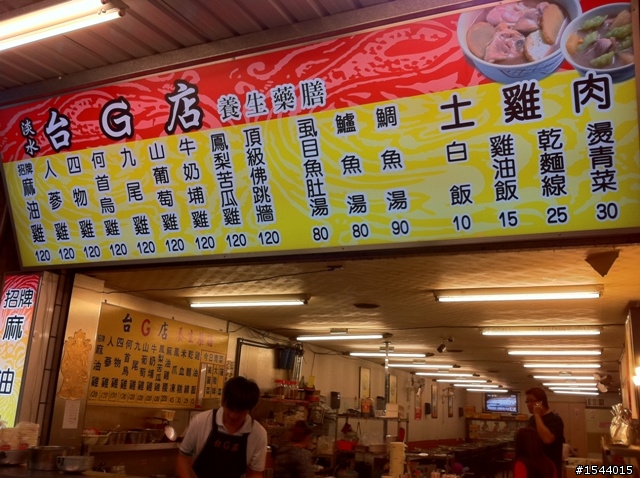 淡水台G店
養生藥膳
土雞肉
招牌麻油雞 120
人蔘雞 120
四物雞 120
何首烏雞 120
九尾雞 120
山葡萄雞 120
牛奶埔雞 120
鳳梨苦瓜雞 120
頂級佛跳牆 120
虱目魚肚湯 80
鱸魚湯 80
鯛魚湯 90
白飯 10
雞油飯 15
乾麵線 25
燙青菜 30
招牌麻油
台G店
#1544015